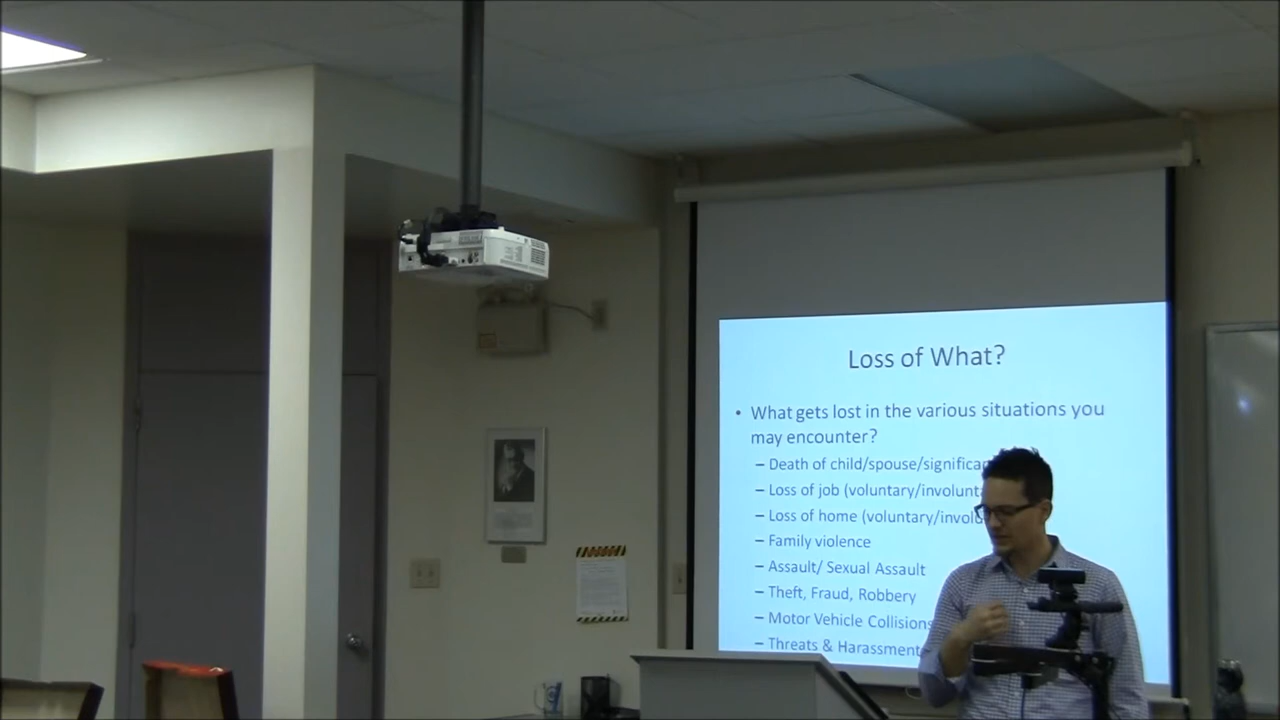 Loss of What?
• What gets lost in the various situations you
may encounter?
– Death of child/spouse/significa
– Loss of job (voluntary/involunt
– Loss of home (voluntary/involu
– Family violence
– Assault/ Sexual Assault
– Theft, Fraud, Robbery
– Motor Vehicle Collisions
– Threats & Harassment